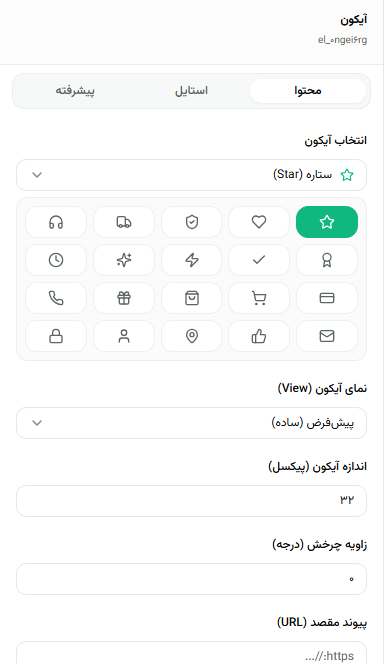 آیکون
el_0ngei6rg
محتوا استایل پیشرفته
انتخاب آیکون
ستاره (Star)
نمای آیکون (View)
پیش‌فرض (ساده)
اندازه آیکون (پیکسل)
۳۲
زاویه چرخش (درجه)
۰
پیوند مقصد (URL)
https://...